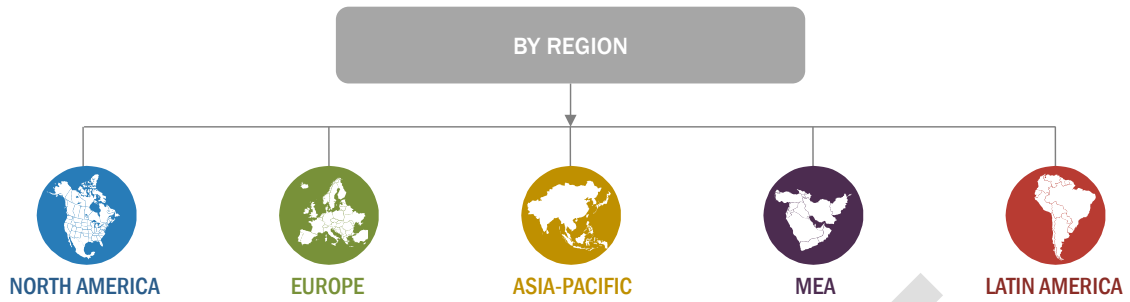 BY REGION
NORTH AMERICA
EUROPE
ASIA-PACIFIC
MEA
LATIN AMERICA